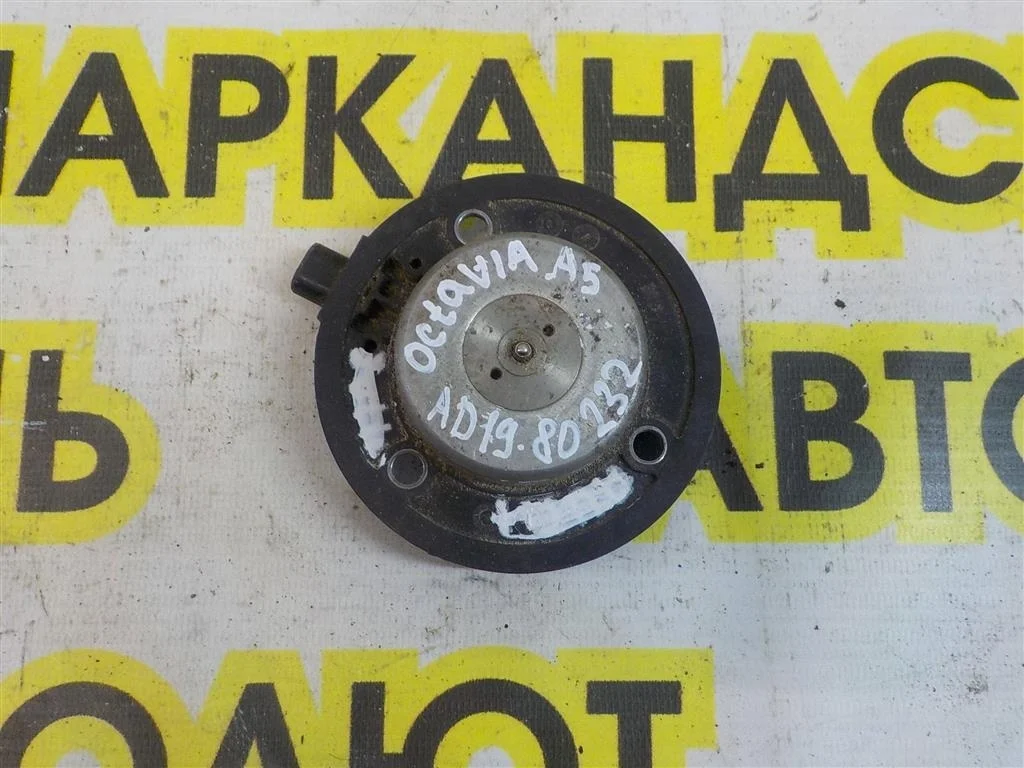 МАРКАНДС
OctAVIA A5
AD19.80 232
Ь АВТО
ОЛЮТ